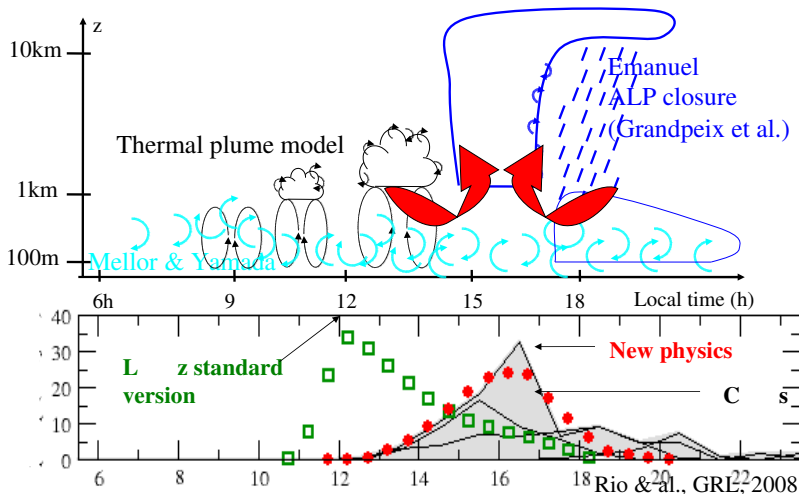 z
10km
Emanuel
ALP closure
(Grandpeix et al.)
Thermal plume model
1km
100m
Mellor & Yamada
6h 9 12 15 18 Local time (h)
40
30
20
10
0
L z standard
version
New physics
C s
6 8 10 12 14 16 18 20 22
Rio & al., GRL, 2008